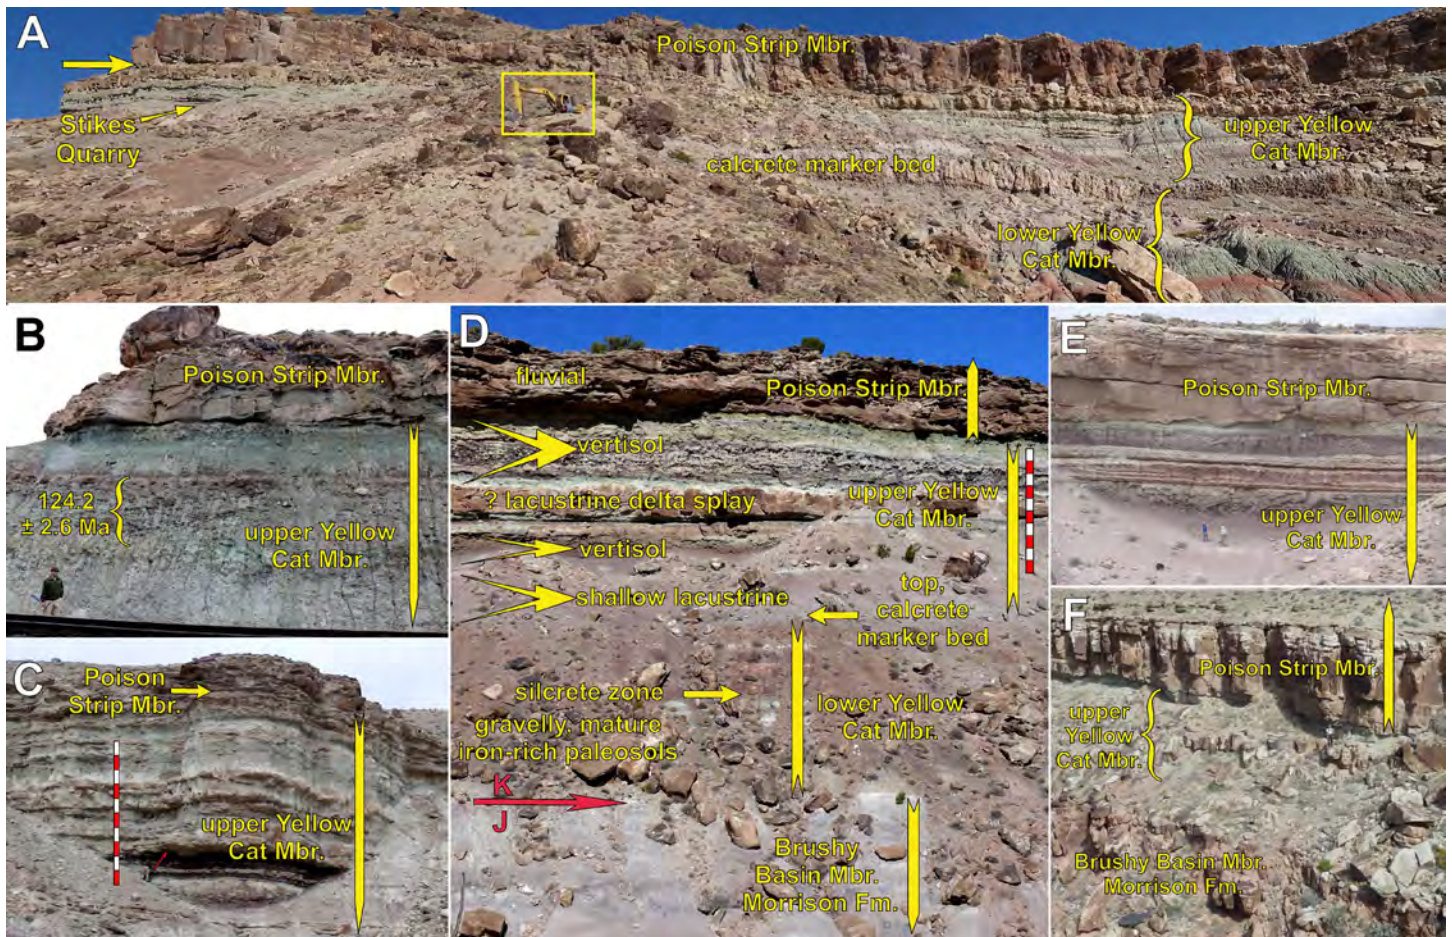 A
Poison Strip Mbr.
Stikes
Quarry
upper Yellow
Cat Mbr.
calcrete marker bed
lower Yellow
Cat Mbr.
B
Poison Strip Mbr.
124.2
± 2.6 Ma
upper Yellow
Cat Mbr.
C
Poison
Strip Mbr.
upper Yellow
Cat Mbr.
D
fluvial
Poison Strip Mbr.
vertisol
? lacustrine delta splay
upper Yellow
Cat Mbr.
vertisol
shallow lacustrine
top,
calcrete
marker bed
silcrete zone
gravelly, mature
iron-rich paleosols
lower Yellow
Cat Mbr.
K
J
Brushy
Basin Mbr.
Morrison Fm.
E
Poison Strip Mbr.
upper Yellow
Cat Mbr.
F
Poison Strip Mbr.
upper
Yellow
Cat Mbr.
Brushy Basin Mbr.
Morrison Fm.